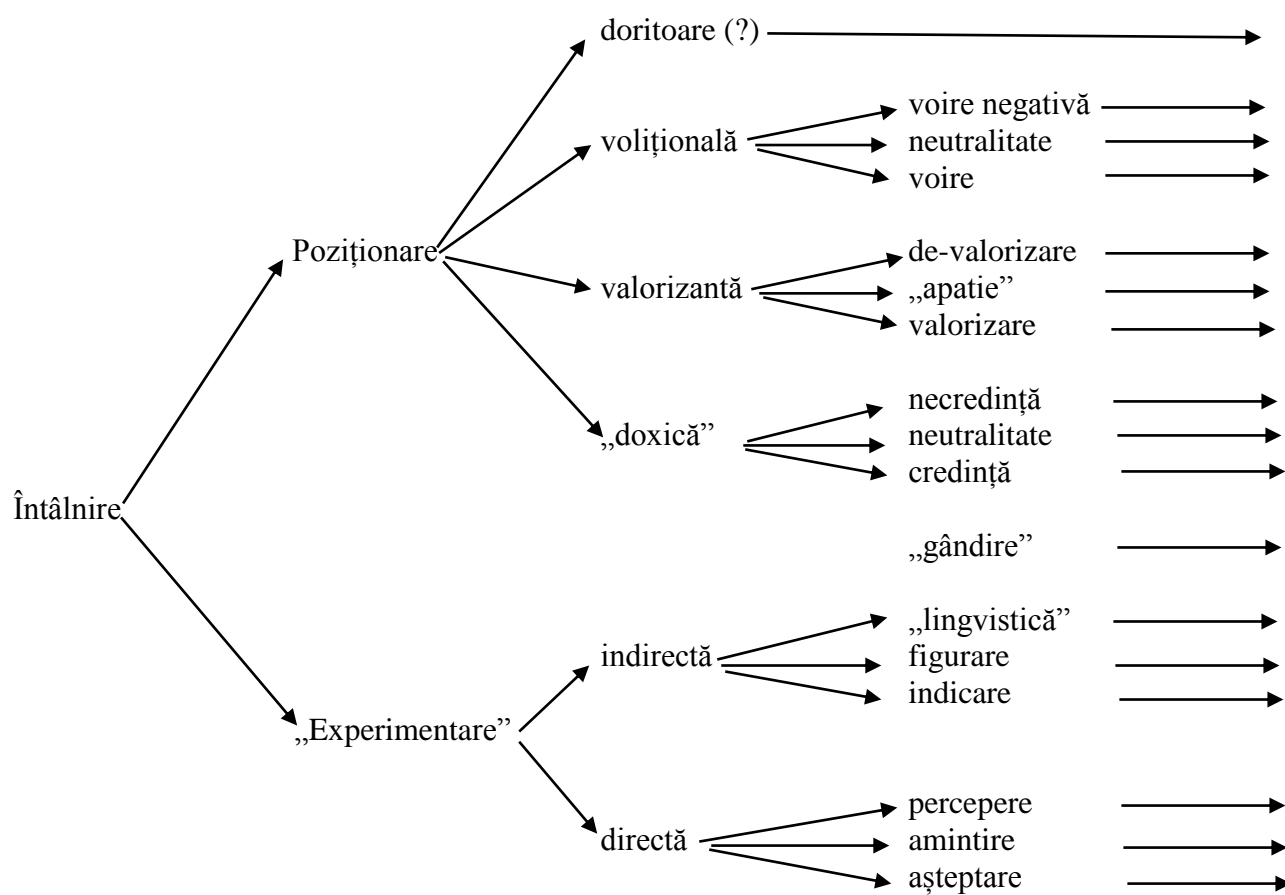 doritoare (?)
voire negativă
volițională
neutralitate
voire
Poziționare
de-valorizare
valorizantă
„apatie”
valorizare
necredință
„doxică”
neutralitate
credință
Întâlnire
„gândire”
„lingvistică”
indirectă
figurare
indicare
„Experimentare”
percepere
directă
amintire
așteptare